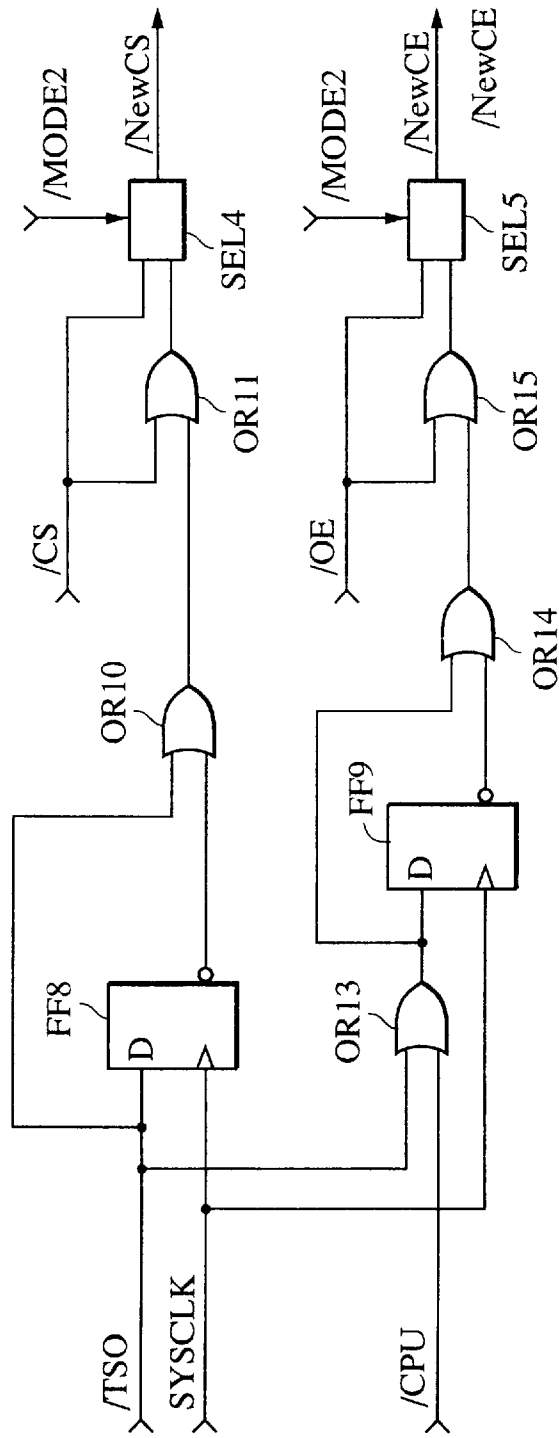 /TSO
SYSCLK
/CPU
FF8
D
OR10
/CS
OR11
/MODE2
SEL4
/NewCS
OR13
FF9
D
OR14
/OE
OR15
/MODE2
SEL5
/NewCE
/NewCE